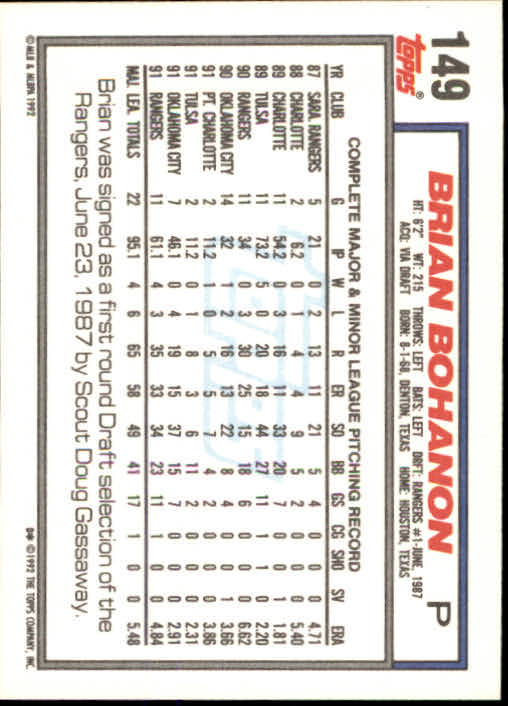 149
topps®
BRIAN BOHANON P
HT: 6'2" WT: 215 THROWS: LEFT BATS: LEFT DRFT: RANGERS #1-JUNE, 1987
ACQ: VIA DRAFT BORN: 8-1-68, DENTON, TEXAS HOME: HOUSTON, TEXAS
COMPLETE MAJOR & MINOR LEAGUE PITCHING RECORD
YR CLUB G IP W L R ER SO BB GS CG SHO SV ERA
87 SARA. RANGERS 5 21 0 2 13 11 21 5 4 0 0 0 4.71
88 CHARLOTTE 2 6.2 0 1 4 4 9 5 2 0 0 0 5.40
89 CHARLOTTE 11 54.2 0 3 16 11 33 20 7 0 0 1 1.81
89 TULSA 11 73.2 5 0 20 18 44 27 11 1 1 0 2.20
90 RANGERS 11 34 0 3 30 25 15 18 6 0 0 0 6.62
90 OKLAHOMA CITY 14 32 1 2 16 13 22 8 4 0 0 1 3.66
91 PT. CHARLOTTE 2 11.2 1 0 5 5 7 4 2 0 0 0 3.86
91 TULSA 2 11.2 0 1 8 3 6 11 2 1 0 0 2.31
91 OKLAHOMA CITY 7 46.1 0 4 19 15 37 15 7 0 0 0 2.91
91 RANGERS 11 61.1 4 3 35 33 34 23 11 1 0 0 4.84
MAJ. LEA. TOTALS 22 95.1 4 6 65 58 49 41 17 1 0 0 5.48
Brian was signed as a first round Draft selection of the
Rangers, June 23, 1987 by Scout Doug Gassaway.
©MLB & MLBPA 1992
D* ©1992 THE TOPPS COMPANY, INC.